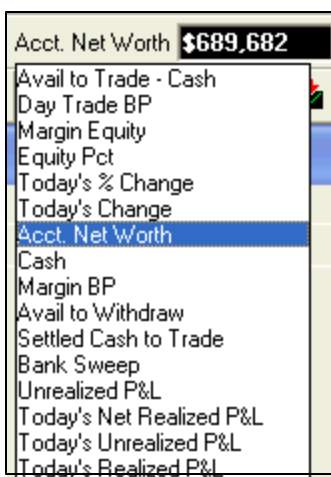 Acct. Net Worth $689,682
Avail to Trade - Cash
Day Trade BP
Margin Equity
Equity Pct
Today's % Change
Today's Change
Acct. Net Worth
Cash
Margin BP
Avail to Withdraw
Settled Cash to Trade
Bank Sweep
Unrealized P&L
Today's Net Realized P&L
Today's Unrealized P&L
Today's Realized P&L